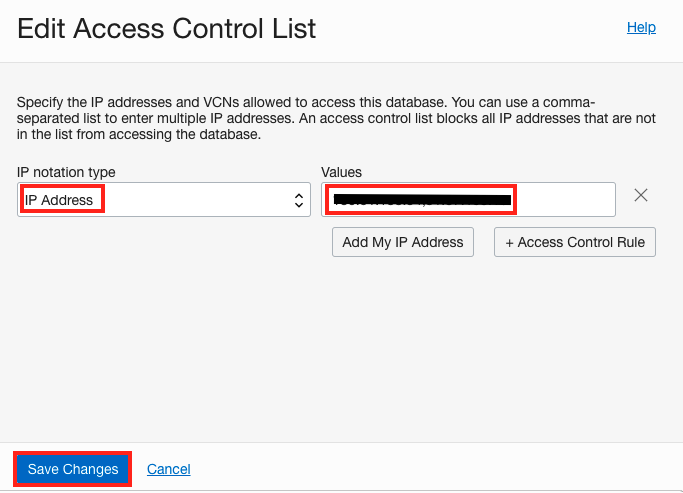 Edit Access Control List
Help
Specify the IP addresses and VCNs allowed to access this database. You can use a comma-
separated list to enter multiple IP addresses. An access control list blocks all IP addresses that are not
in the list from accessing the database.
IP notation type
Values
IP Address
Add My IP Address
+ Access Control Rule
Save Changes
Cancel